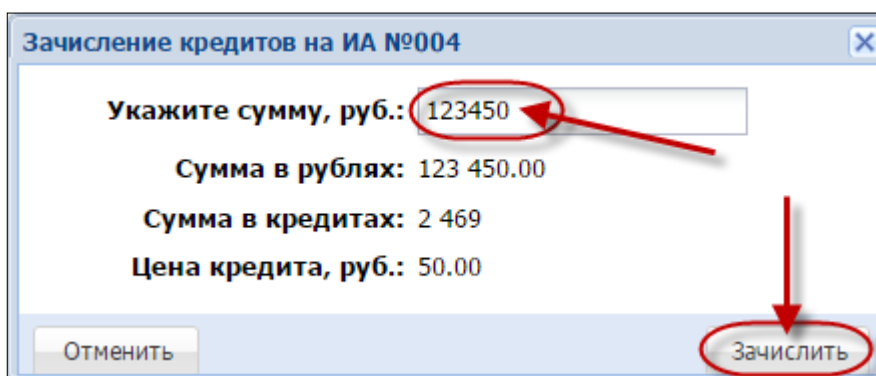 Зачисление кредитов на ИА №004
Укажите сумму, руб.: 123450
Сумма в рублях: 123 450.00
Сумма в кредитах: 2 469
Цена кредита, руб.: 50.00
Отменить Зачислить